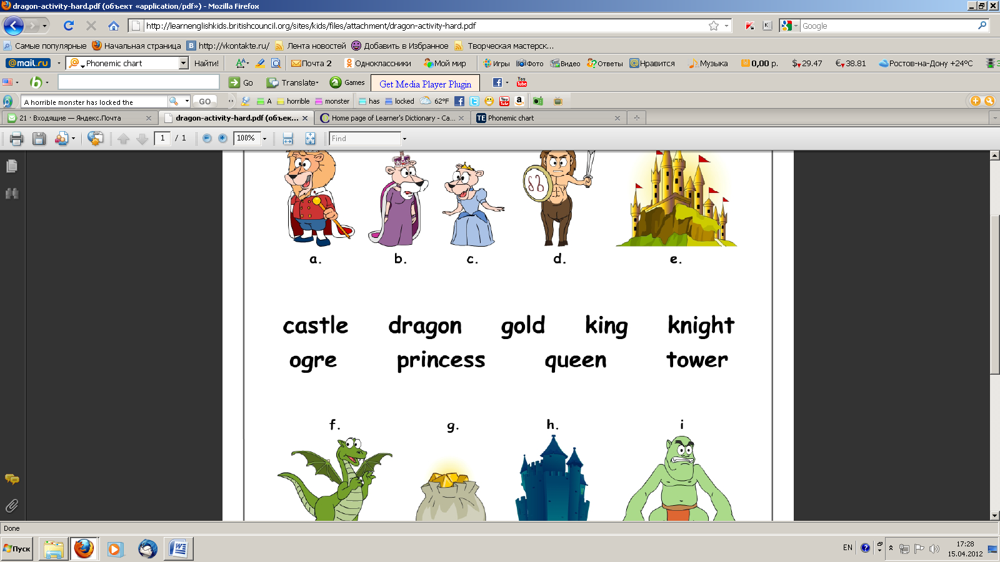 dragon-activity-hard.pdf (объект «application/pdf») - Mozilla Firefox
http://learnenglishkids.britishcouncil.org/sites/kids/files/attachment/dragon-activity-hard.pdf Google
Самые популярные Начальная страница http://vkontakte.ru/ Лента новостей Добавить в Избранное Творческая мастерск...
@mail.ru Phonemic chart Найти! Почта 2 Одноклассники Мой мир Игры Фото Видео Ответы Нравится Музыка 0,00 р. $ 29.47 € 38.81 Ростов-на-Дону +24°C
Go Translate Games Get Media Player Plugin You Tube
A horrible monster has locked the GO A horrible monster has locked 62°F
21 · Входящие — Яндекс.Почта dragon-activity-hard.pdf (объек... Home page of Learner's Dictionary - Ca... TE Phonemic chart
1 / 1 100% Find
a. b. c. d. e.
castle dragon gold king knight
ogre princess queen tower
f. g. h. i
Done
Пуск EN 17:28
15.04.2012